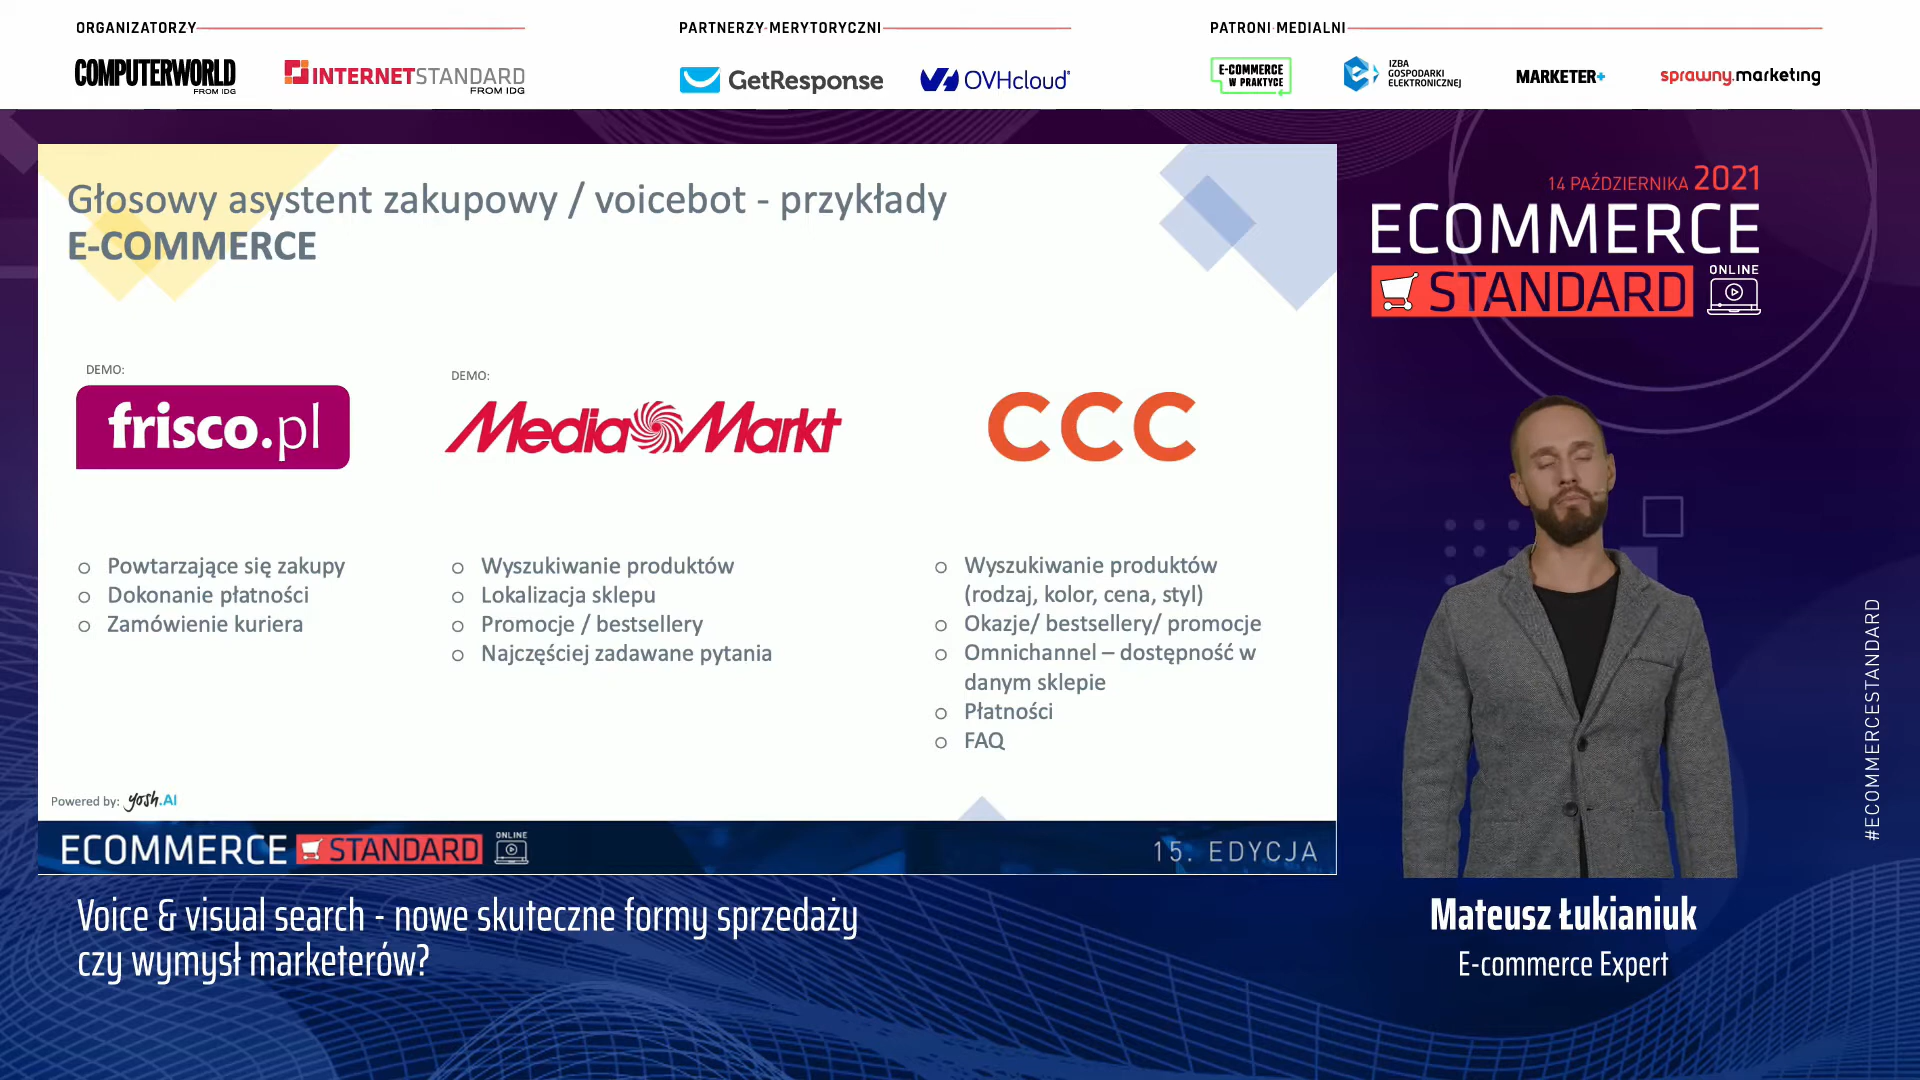 ORGANIZATORZY
COMPUTERWORLD
FROM IDG
INTERNETSTANDARD
FROM IDG
PARTNERZY MERYTORYCZNI
GetResponse
OVHcloud
PATRONI MEDIALNI
E-COMMERCE
W PRAKTYCE
IZBA
GOSPODARKI
ELEKTRONICZNEJ
MARKETER+
sprawny.marketing
Głosowy asystent zakupowy / voicebot - przykłady
E-COMMERCE
DEMO:
frisco.pl
Powtarzające się zakupy
Dokonanie płatności
Zamówienie kuriera
DEMO:
MediaMarkt
Wyszukiwanie produktów
Lokalizacja sklepu
Promocje / bestsellery
Najczęściej zadawane pytania
CCC
Wyszukiwanie produktów
(rodzaj, kolor, cena, styl)
Okazje/ bestsellery/ promocje
Omnichannel – dostępność w
danym sklepie
Płatności
FAQ
Powered by: yosh.AI
ECOMMERCE STANDARD ONLINE
15. EDYCJA
14 PAŹDZIERNIKA 2021
ECOMMERCE
STANDARD
ONLINE
#ECOMMERCESTANDARD
Voice & visual search - nowe skuteczne formy sprzedaży
czy wymysł marketerów?
Mateusz Łukianiuk
E-commerce Expert